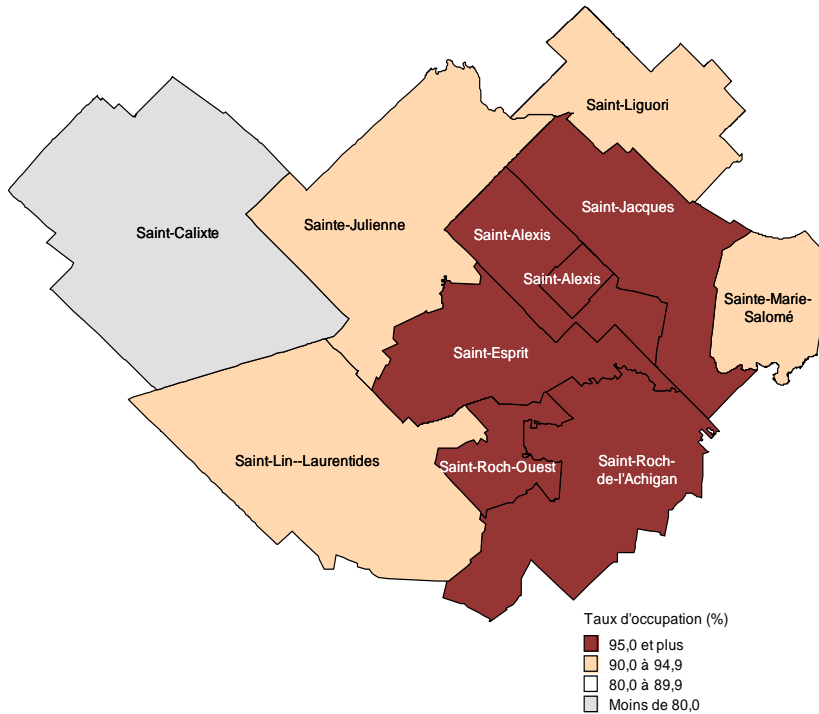 Saint-Liguori
Saint-Jacques
Sainte-Julienne
Saint-Calixte
Saint-Alexis
Saint-Alexis
Sainte-Marie-
Salomé
Saint-Esprit
Saint-Lin--Laurentides
Saint-Roch-Ouest
Saint-Roch-
de-l'Achigan
Taux d'occupation (%)
95,0 et plus
90,0 à 94,9
80,0 à 89,9
Moins de 80,0